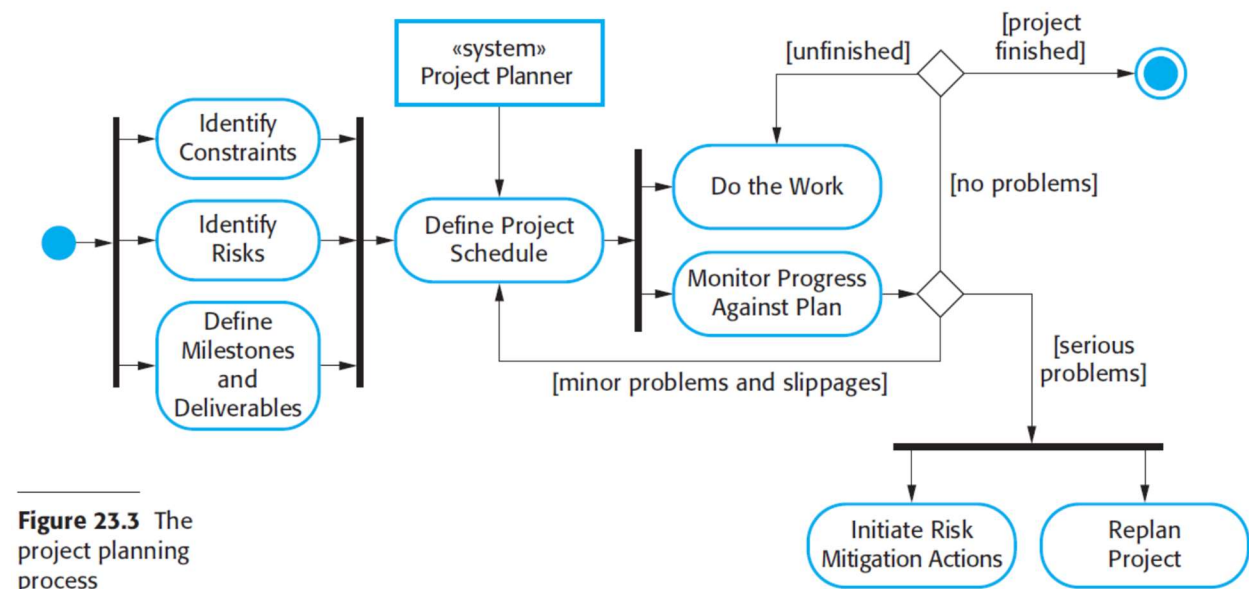 «system»
Project Planner
[unfinished]
[project
finished]
Identify
Constraints
Identify
Risks
Define
Milestones
and
Deliverables
Define Project
Schedule
Do the Work
[no problems]
Monitor Progress
Against Plan
[minor problems and slippages]
[serious
problems]
Initiate Risk
Mitigation Actions
Replan
Project
Figure 23.3 The
project planning
process